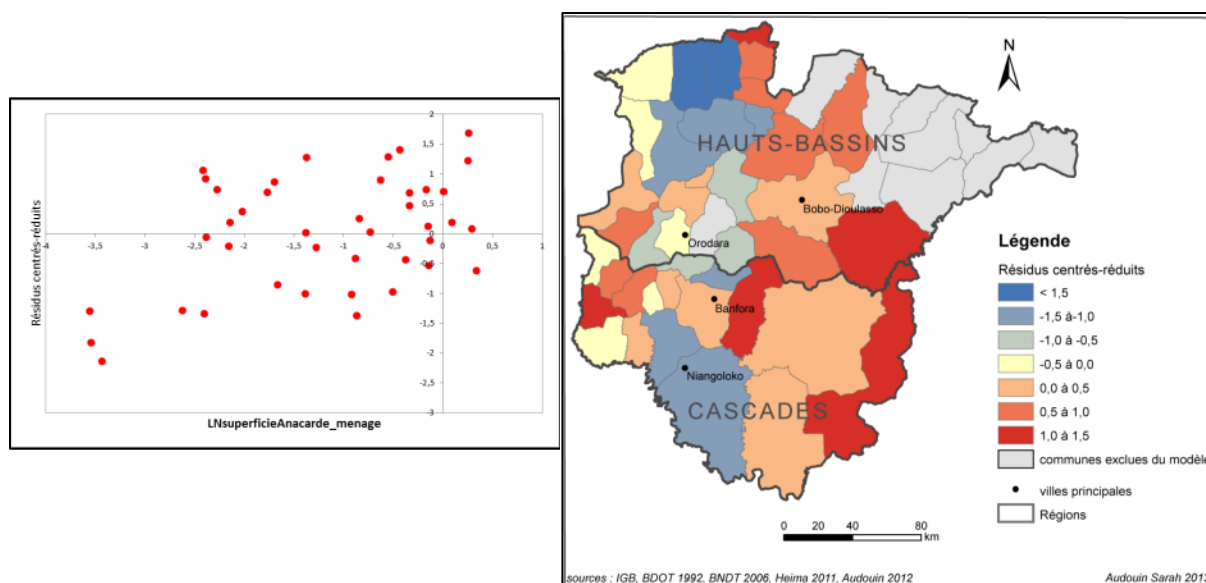 2
1,5
1
0,5
0
-4
-3,5
-3
-2,5
-2
-1,5
-1
-0,5
0
1
-0,5
-1
-1,5
-2
-2,5
-3
Résidus centrés-réduits
LNsuperficieAnacarde_menage
N
HAUTS-BASSINS
Bobo-Dioulasso
Orodara
Banfora
Niangoloko
CASCADES
Légende
Résidus centrés-réduits
< 1,5
-1,5 à -1,0
-1,0 à -0,5
-0,5 à 0,0
0,0 à 0,5
0,5 à 1,0
1,0 à 1,5
communes exclues du modèle
villes principales
Régions
0 20 40 80
km
sources : IGB, BDOT 1992, BNDT 2006, Heima 2011, Audouin 2012
Audouin Sarah 2013